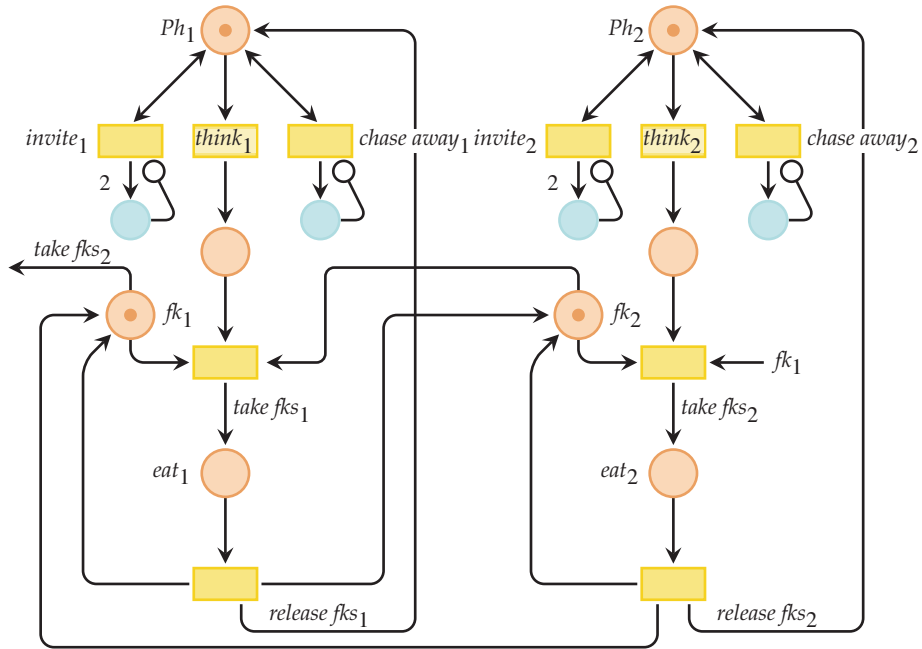 Ph1
Ph2
invite1
think1
chase away1
invite2
think2
chase away2
2
2
take fks2
fk1
fk2
fk1
take fks1
take fks2
eat1
eat2
release fks1
release fks2